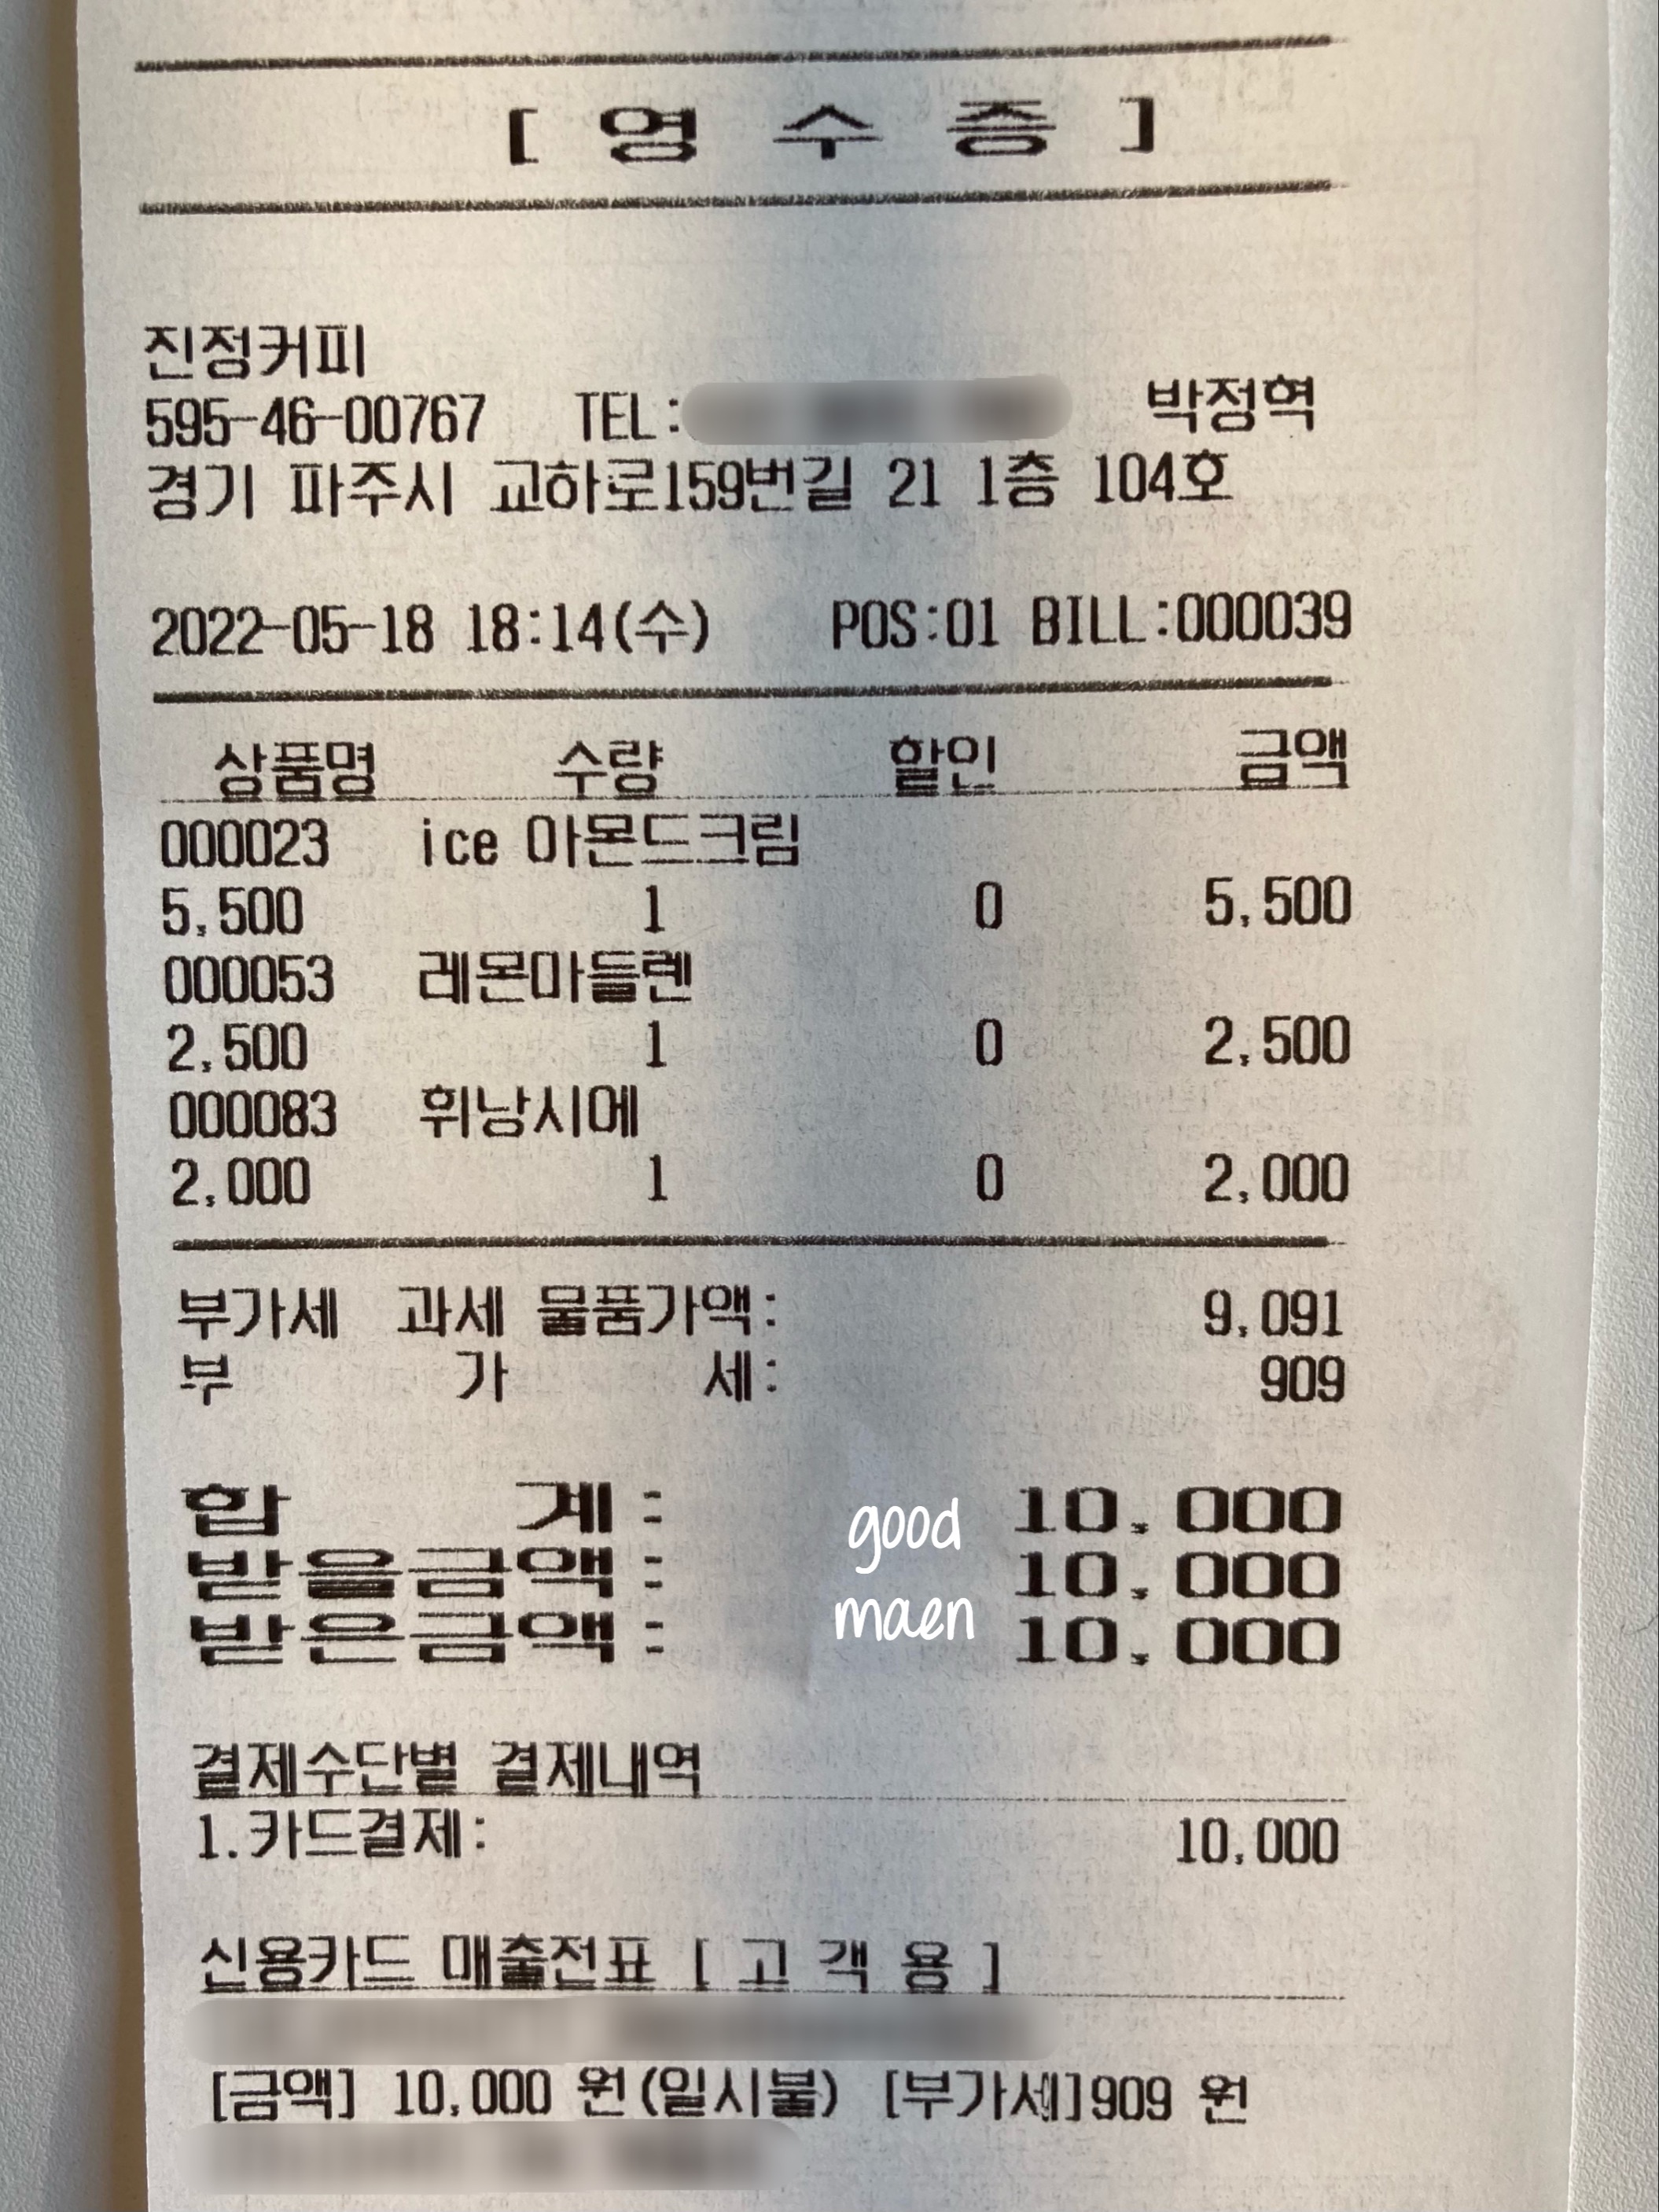 [ 영 수 증 ]
진정커피
595-46-00767 TEL: 박정혁
경기 파주시 교하로159번길 21 1층 104호
2022-05-18 18:14(수) POS:01 BILL:000039
상품명 수량 할인 금액
000023 ice 아몬드크림
5,500 1 0 5,500
000053 레몬마들렌
2,500 1 0 2,500
000083 휘낭시에
2,000 1 0 2,000
부가세 과세 물품가액: 9,091
부 가 세: 909
합 계: 10,000
받을금액: 10,000
받은금액: 10,000
good
maen
결제수단별 결제내역
1.카드결제: 10,000
신용카드 매출전표 [ 고 객 용 ]
[금액] 10,000 원(일시불) [부가세]909 원